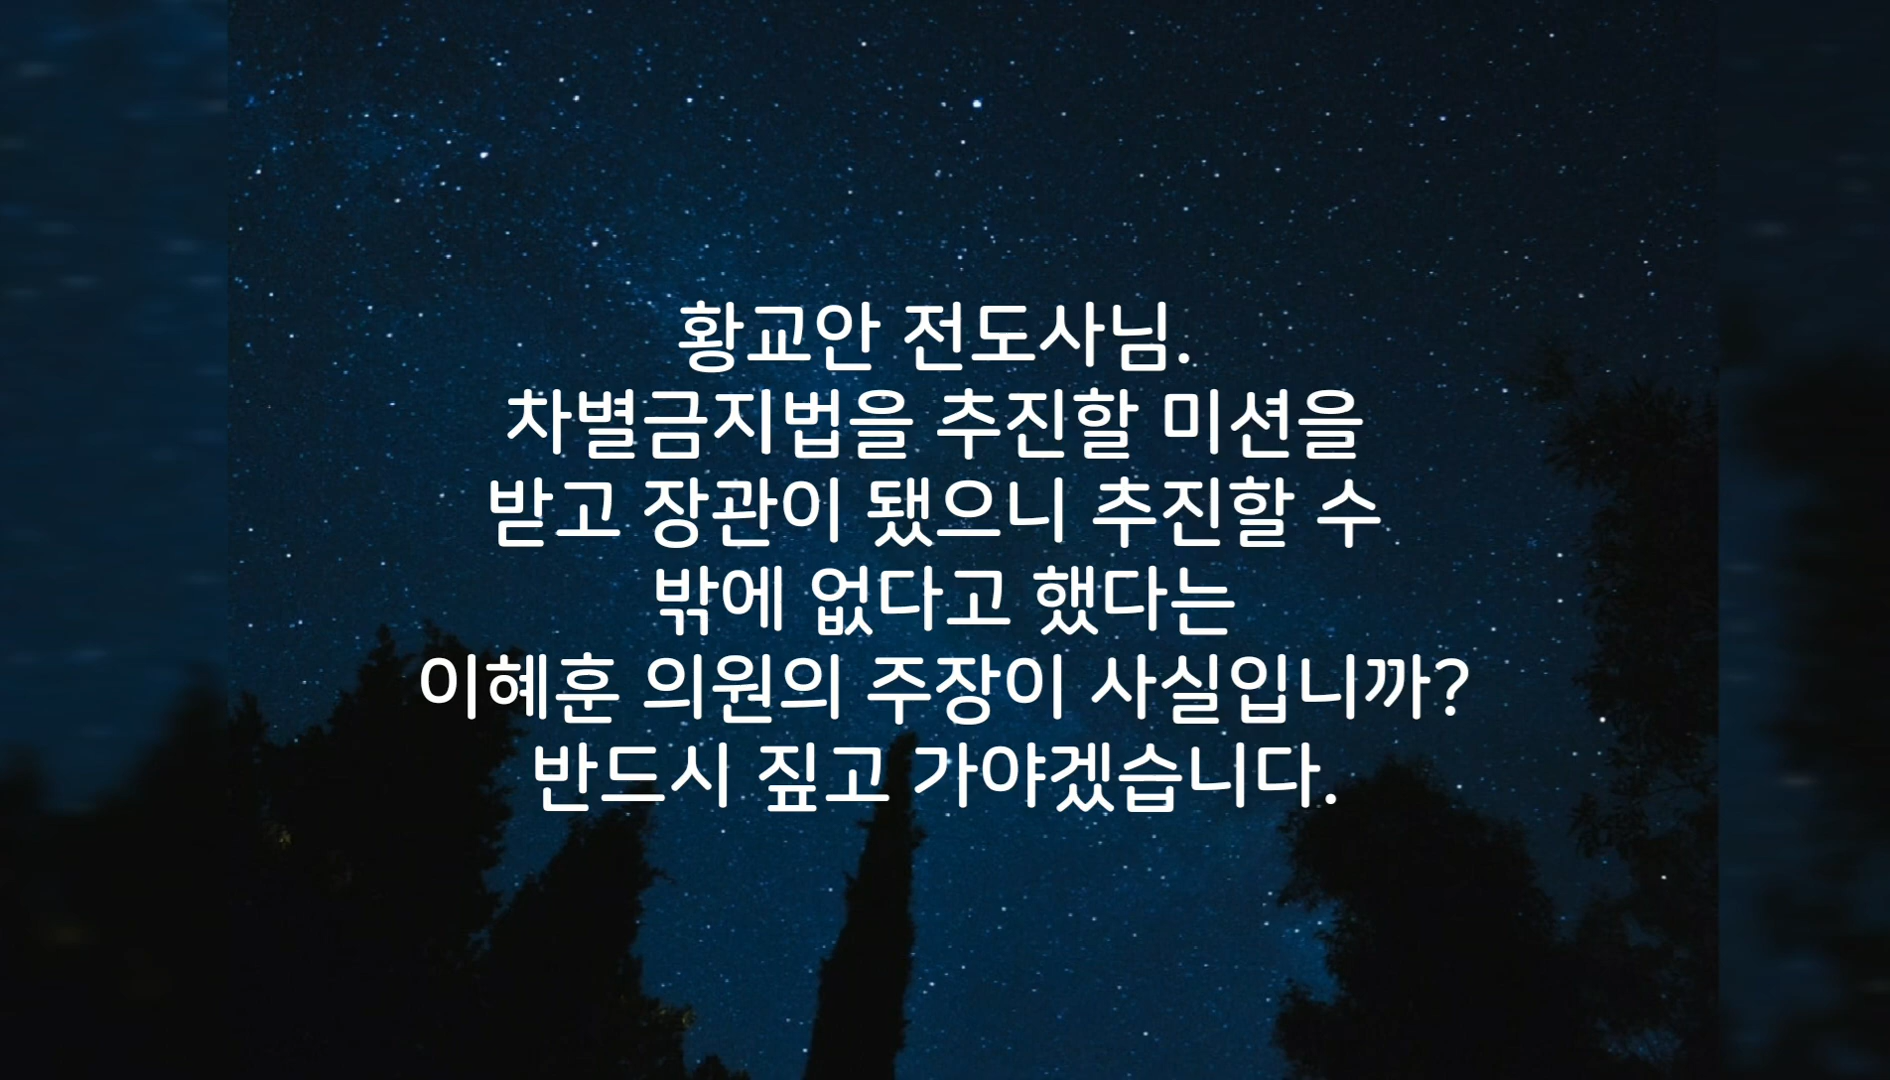 황교안 전도사님.
차별금지법을 추진할 미션을
받고 장관이 됐으니 추진할 수
밖에 없다고 했다는
이혜훈 의원의 주장이 사실입니까?
반드시 짚고 가야겠습니다.